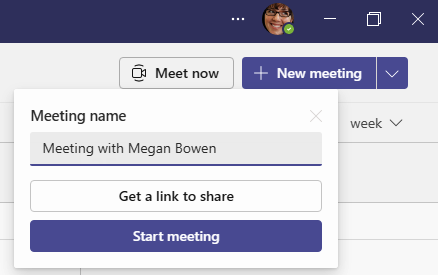 Meet now
New meeting
Meeting name
week
Meeting with Megan Bowen
Get a link to share
Start meeting